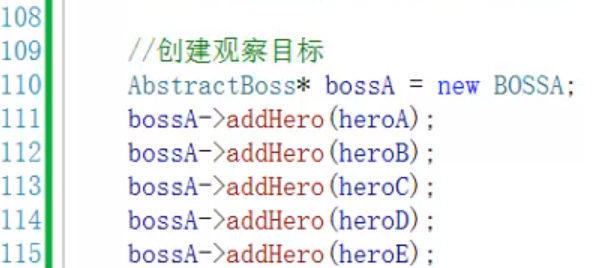 108
109 //创建观察目标
110 AbstractBoss* bossA = new BOSSA;
111 bossA->addHero(heroA);
112 bossA->addHero(heroB);
113 bossA->addHero(heroC);
114 bossA->addHero(heroD);
115 bossA->addHero(heroE);